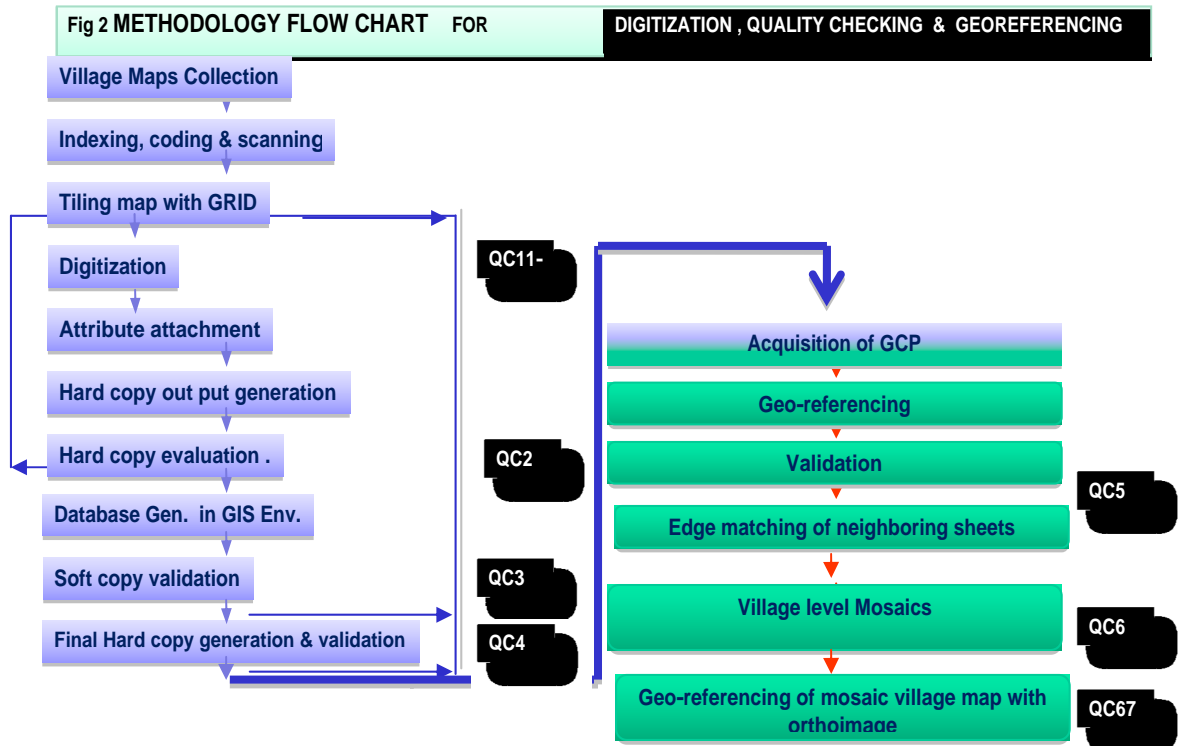 Fig 2 METHODOLOGY FLOW CHART FOR DIGITIZATION , QUALITY CHECKING & GEOREFERENCING
Village Maps Collection
Indexing, coding & scanning
Tiling map with GRID
Digitization
Attribute attachment
Hard copy out put generation
Hard copy evaluation .
Database Gen. in GIS Env.
Soft copy validation
Final Hard copy generation & validation
QC11-
QC2
QC3
QC4
Acquisition of GCP
Geo-referencing
Validation
Edge matching of neighboring sheets
Village level Mosaics
Geo-referencing of mosaic village map with
orthoimage
QC5
QC6
QC67